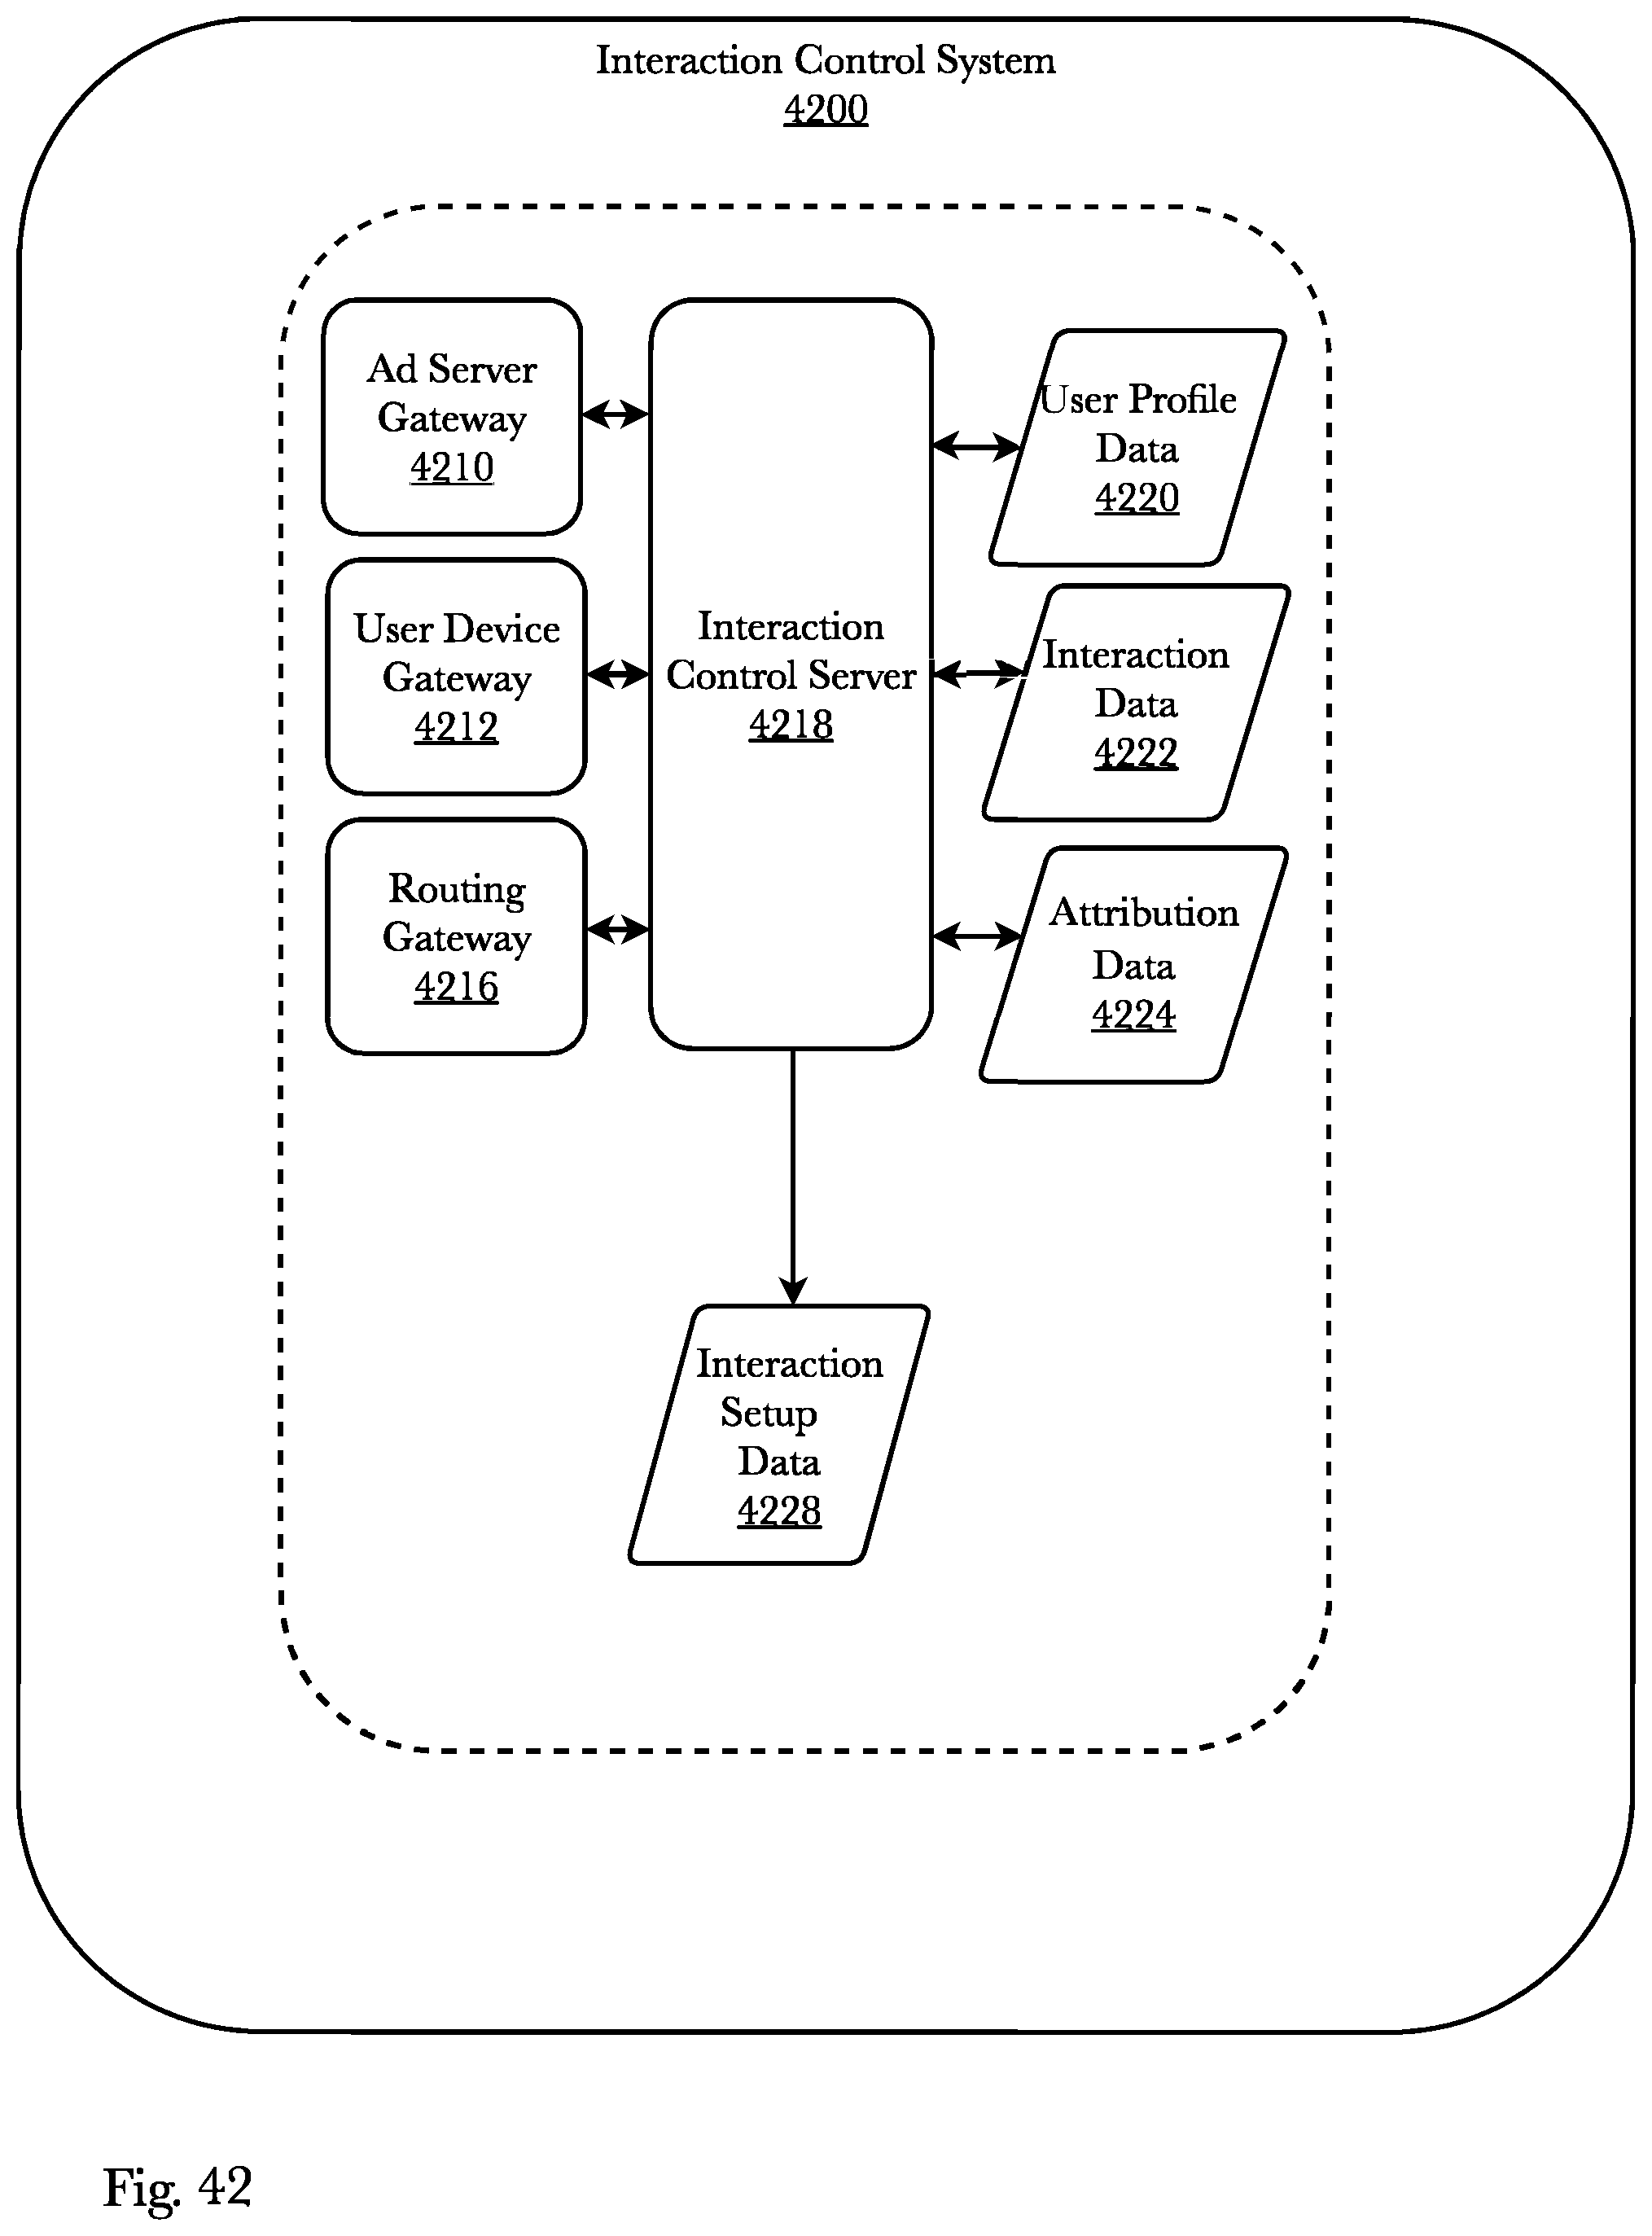 Interaction Control System
4200
Ad Server
Gateway
4210
User Device
Gateway
4212
Routing
Gateway
4216
Interaction
Control Server
4218
User Profile
Data
4220
Interaction
Data
4222
Attribution
Data
4224
Interaction
Setup
Data
4228
Fig. 42